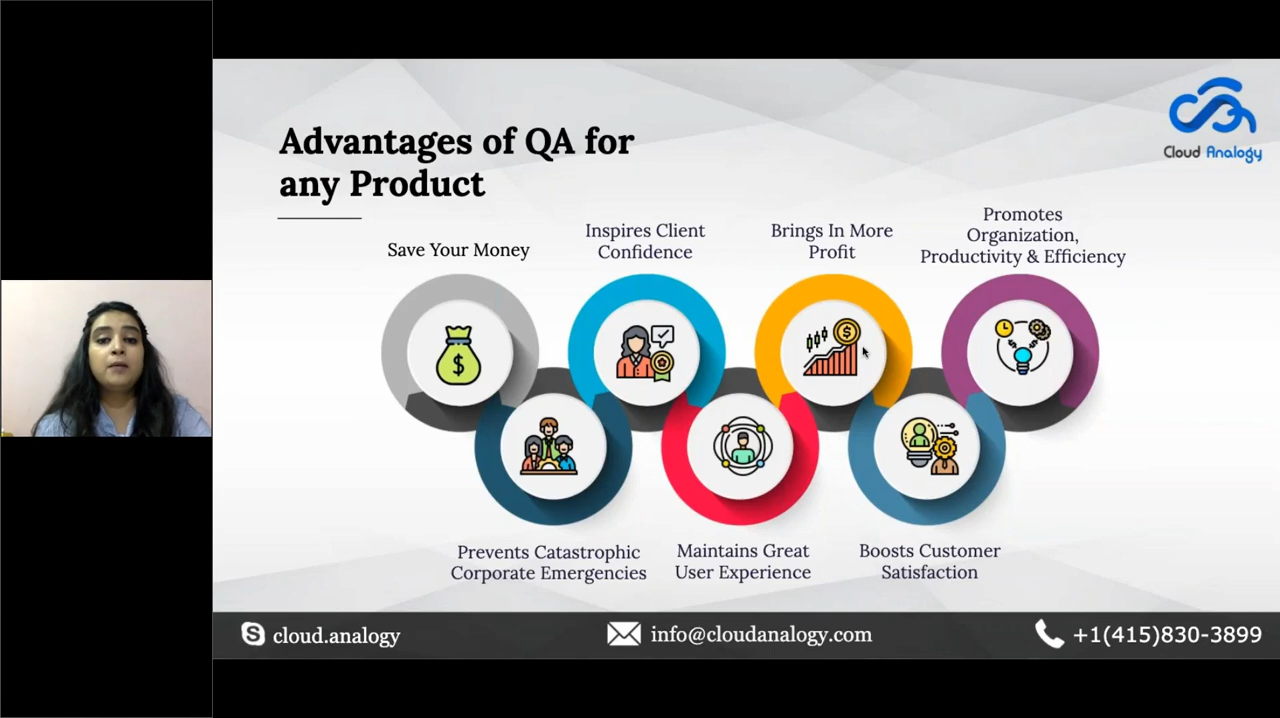 Cloud Analogy
Advantages of QA for
any Product
Save Your Money
Inspires Client
Confidence
Brings In More
Profit
Promotes
Organization,
Productivity & Efficiency
Prevents Catastrophic
Corporate Emergencies
Maintains Great
User Experience
Boosts Customer
Satisfaction
cloud.analogy
info@cloudanalogy.com
+1(415)830-3899